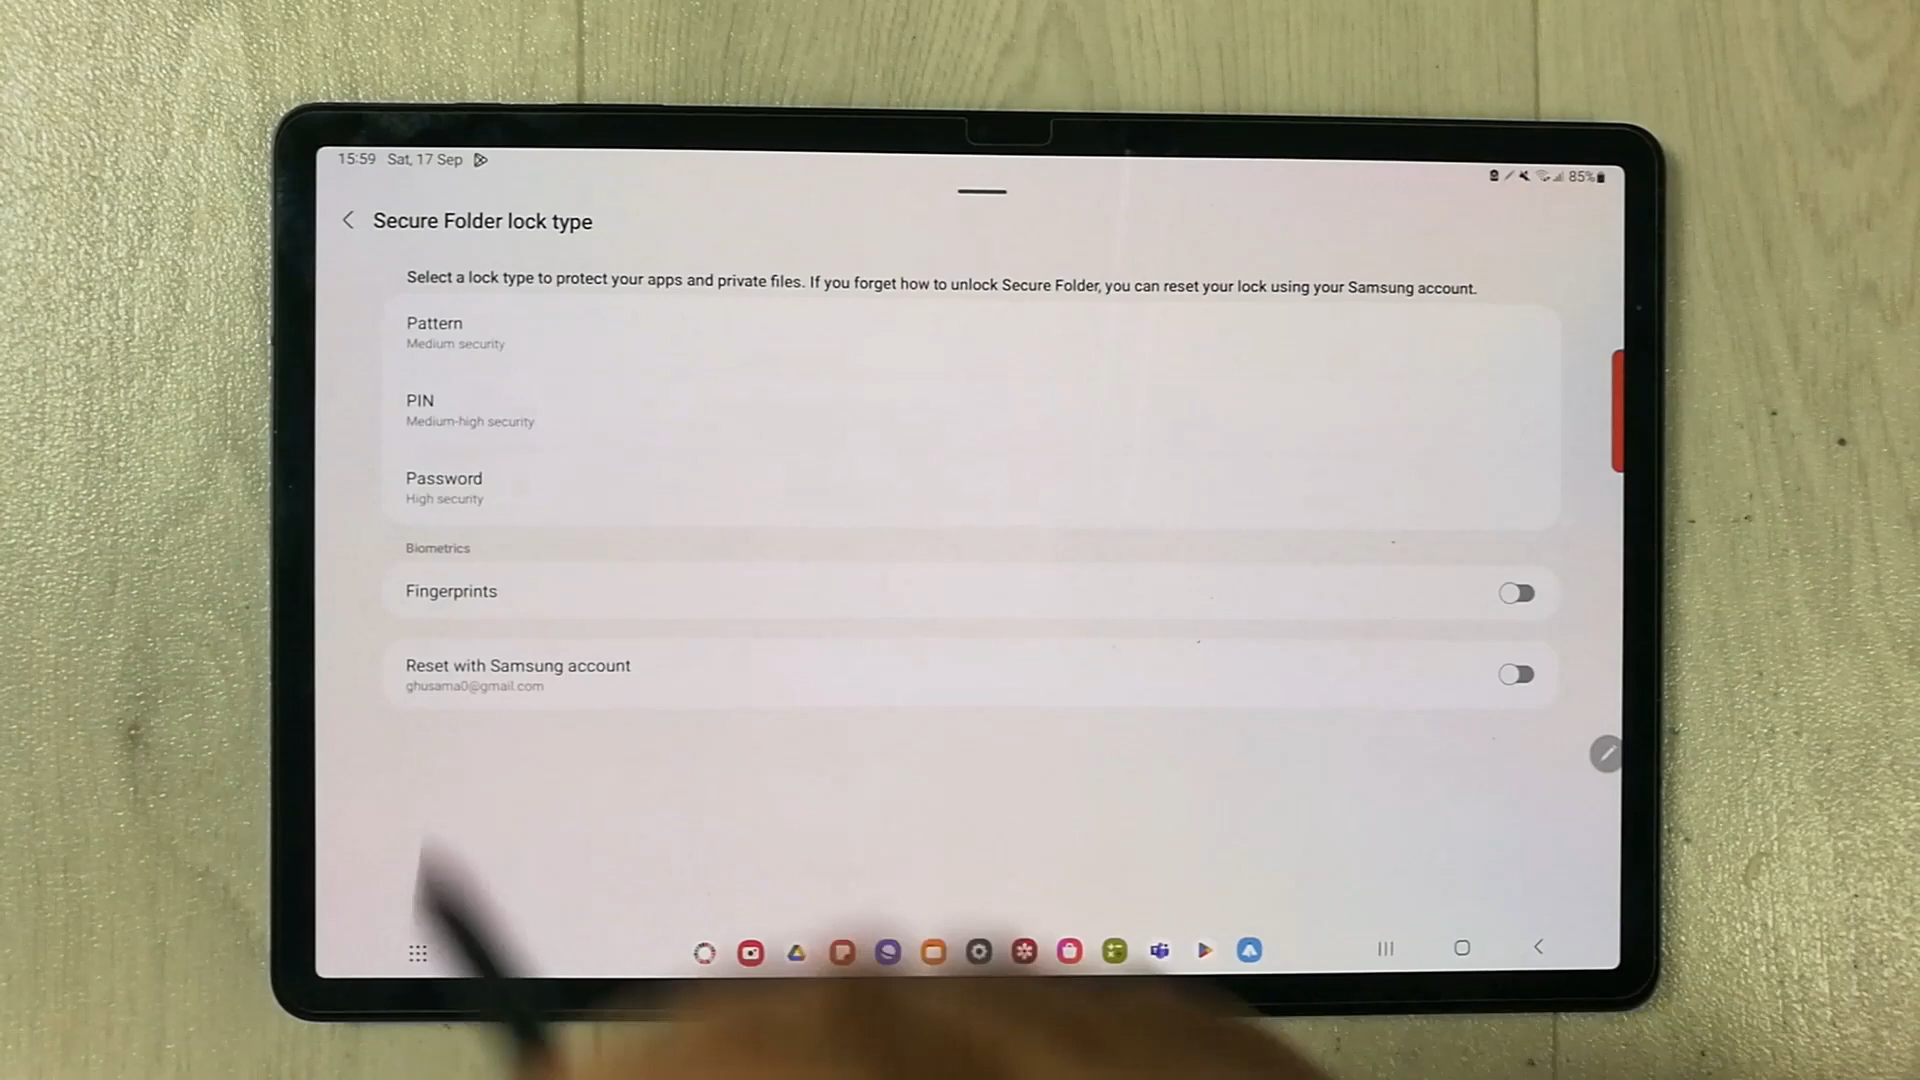 15:59 Sat, 17 Sep
85%
Secure Folder lock type
Select a lock type to protect your apps and private files. If you forget how to unlock Secure Folder, you can reset your lock using your Samsung account.
Pattern
Medium security
PIN
Medium-high security
Password
High security
Biometrics
Fingerprints
Reset with Samsung account
ghusama0@gmail.com